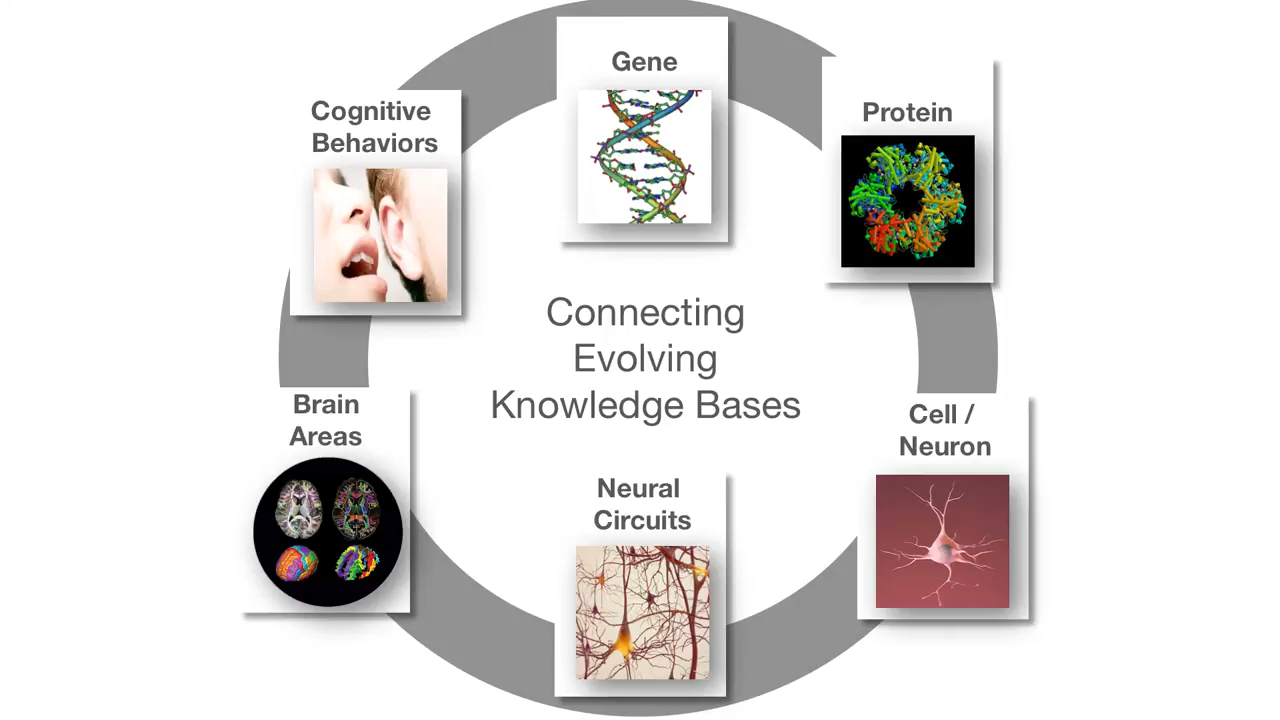 Gene
Protein
Cognitive
Behaviors
Connecting
Evolving
Knowledge Bases
Brain
Areas
Cell /
Neuron
Neural
Circuits